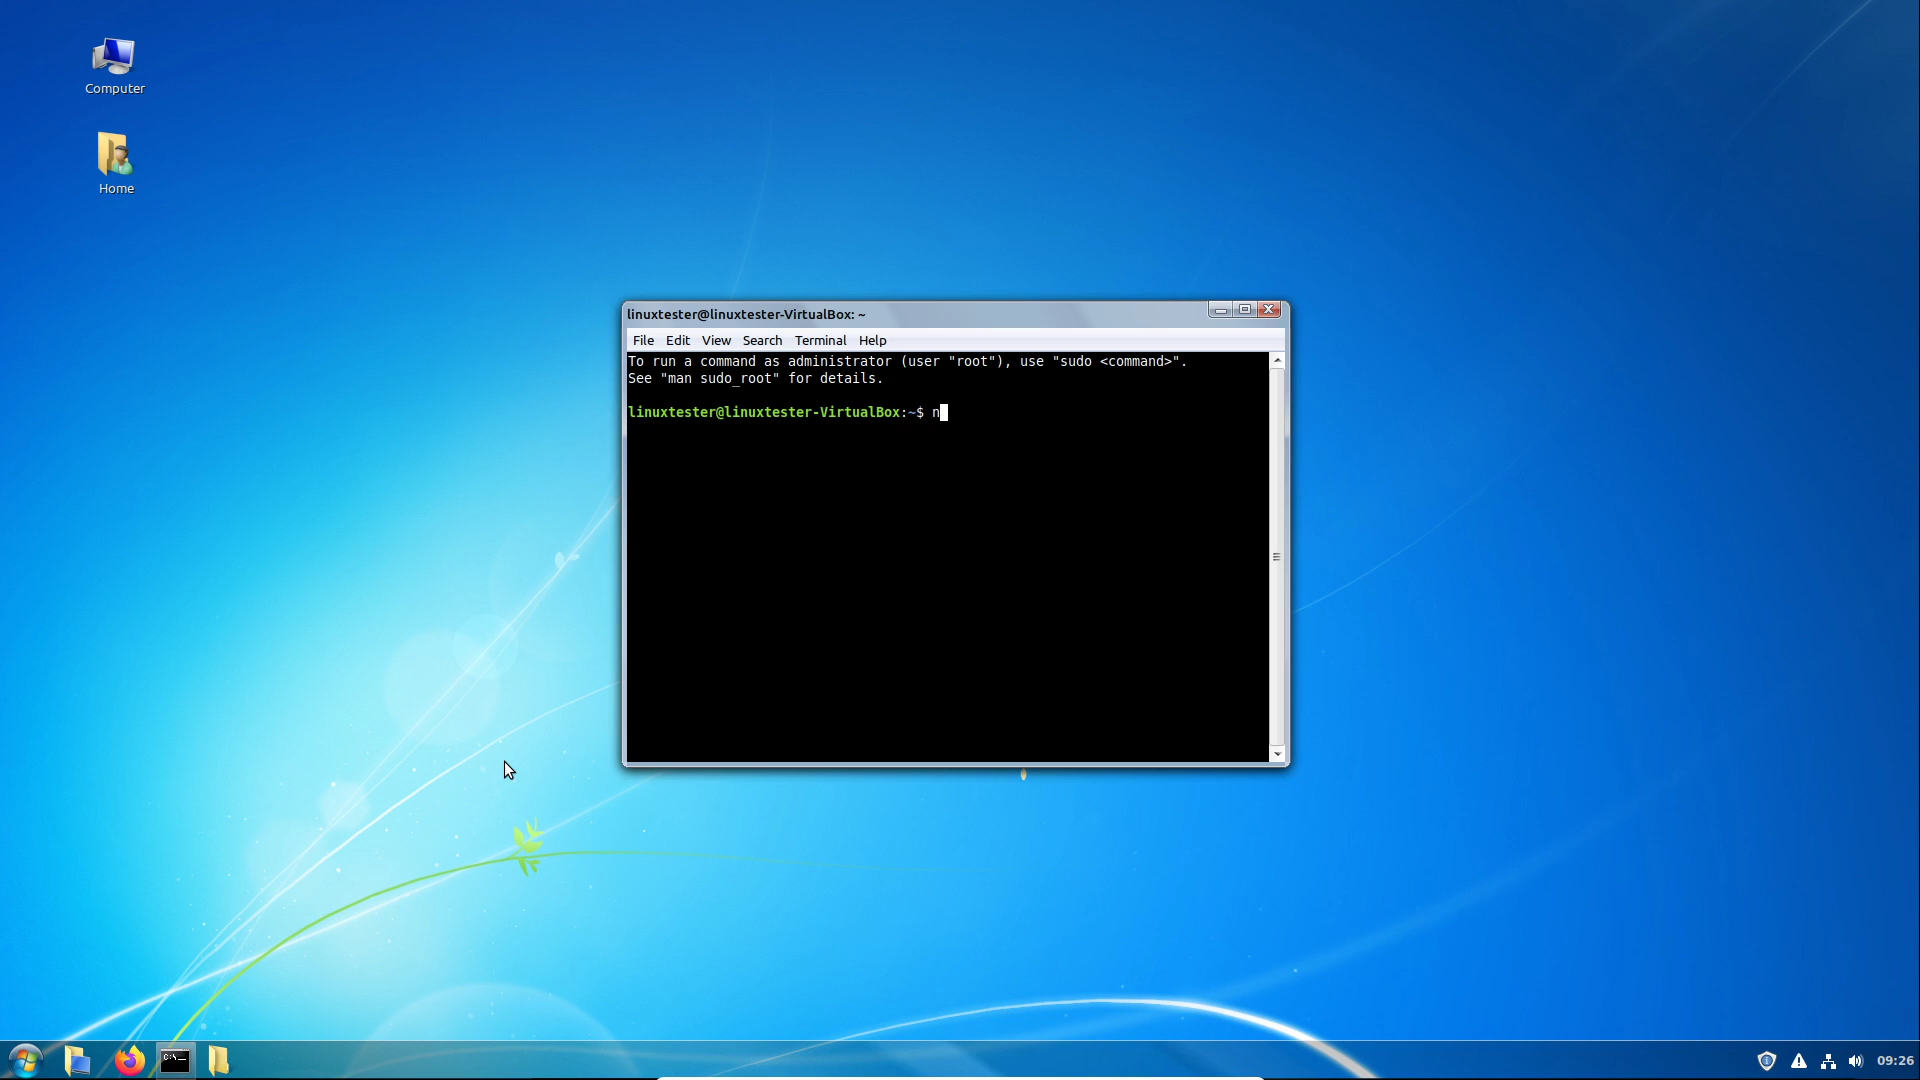 Computer
Home
linuxtester@linuxtester-VirtualBox: ~
File Edit View Search Terminal Help
To run a command as administrator (user "root"), use "sudo <command>".
See "man sudo_root" for details.
linuxtester@linuxtester-VirtualBox:~$ n
C:\_
09:26